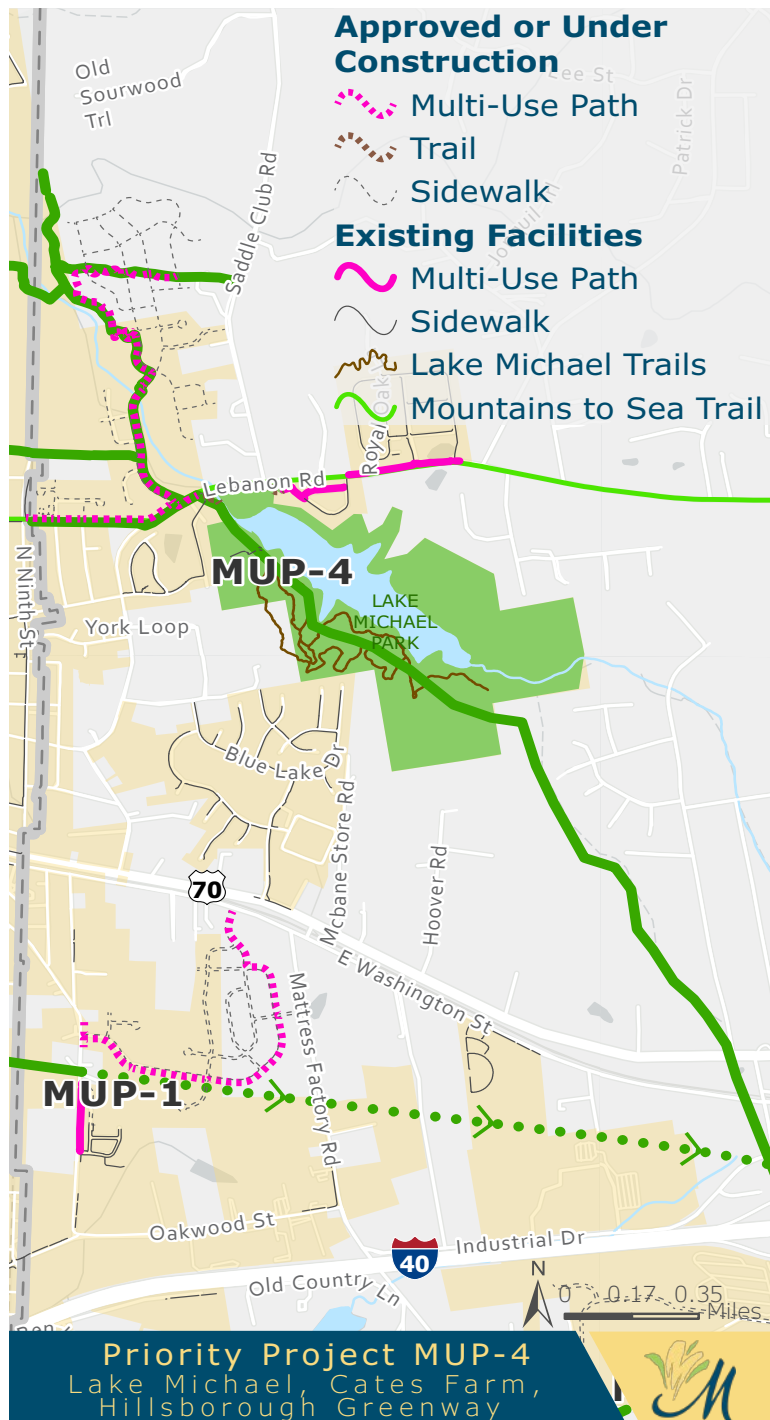 Approved or Under
Construction
Multi-Use Path
Trail
Sidewalk
Existing Facilities
Multi-Use Path
Sidewalk
Lake Michael Trails
Mountains to Sea Trail
Old
Sourwood
Trl
Lee St
Patrick Dr
Saddle Club Rd
Lebanon Rd
MUP-4
LAKE
MICHAEL
PARK
N Ninth St
York Loop
Blue Lake Dr
Mcbane Store Rd
Hoover Rd
70
E Washington St
Mattress Factory Rd
MUP-1
Oakwood St
Industrial Dr
40
Old Country Ln
N
0 0.17 0.35
Miles
Priority Project MUP-4
Lake Michael, Cates Farm,
Hillsborough Greenway
M